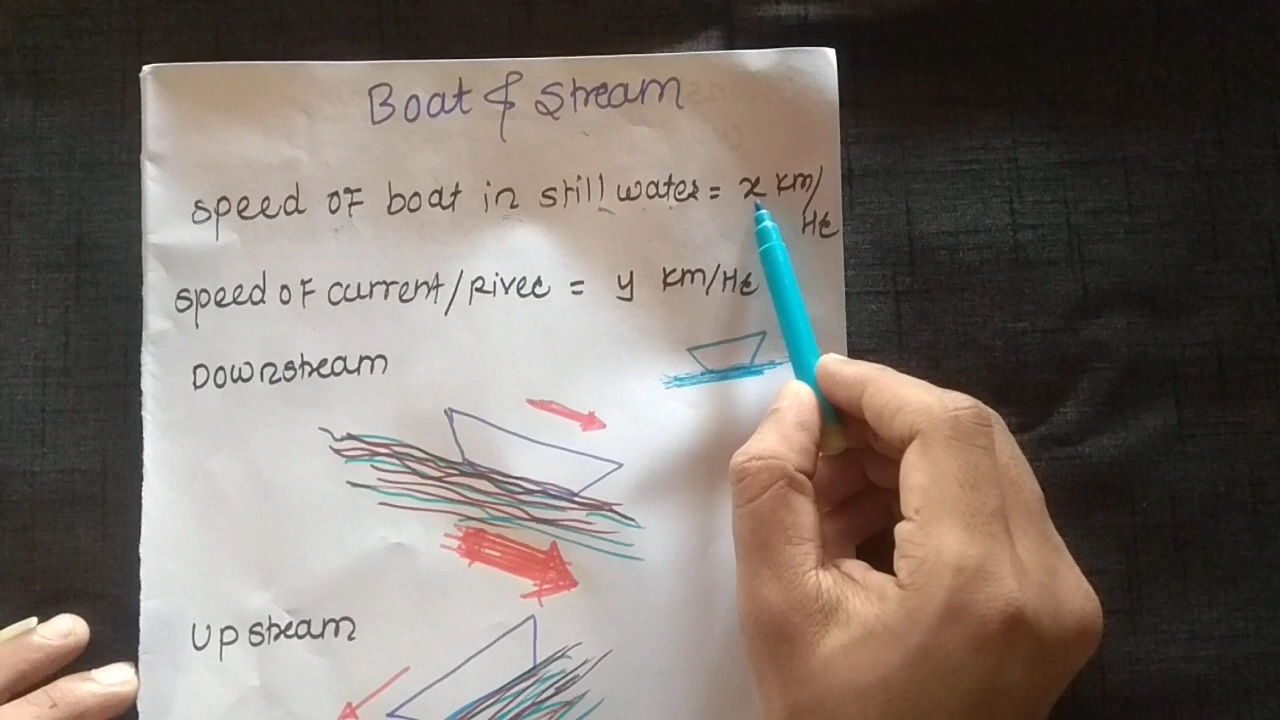 Boat & Stream
speed of boat in still water = x km/
Hr
speed of current/River = y km/Hr
Downstream
Upstream